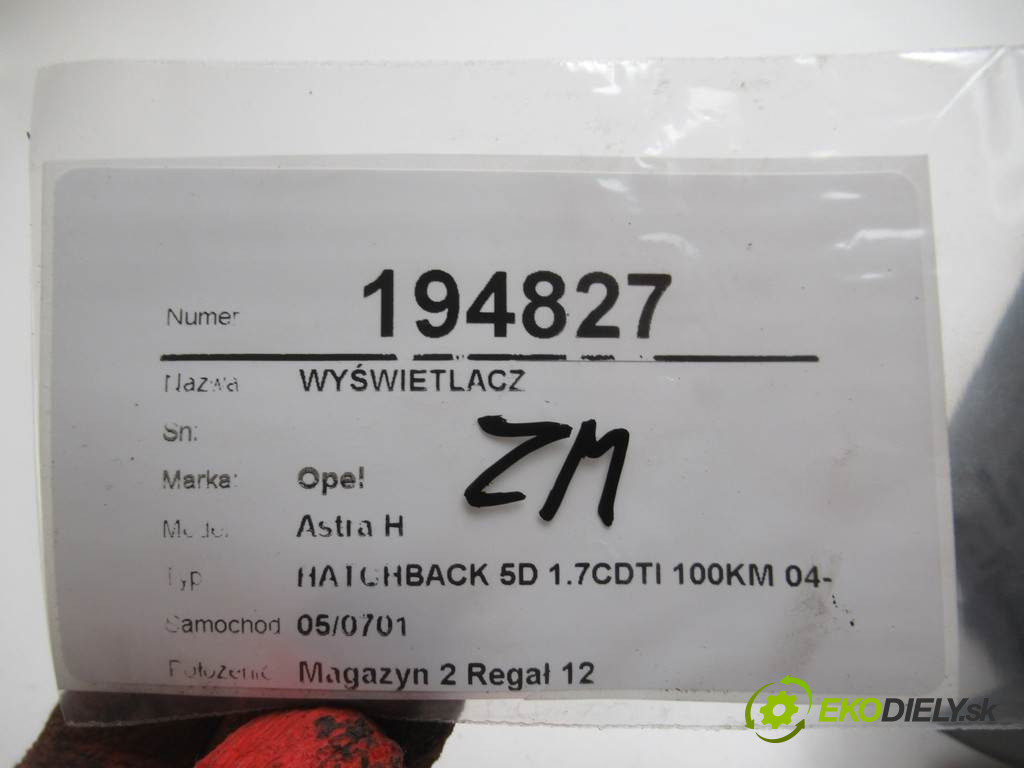 Numer 194827
Nazwa WYŚWIETLACZ
Sn:
ZM
Marka: Opel
Model Astra H
Typ HATCHBACK 5D 1.7CDTI 100KM 04-
Samochód 05/0701
Położenie Magazyn 2 Regał 12
EKODIELY.sk